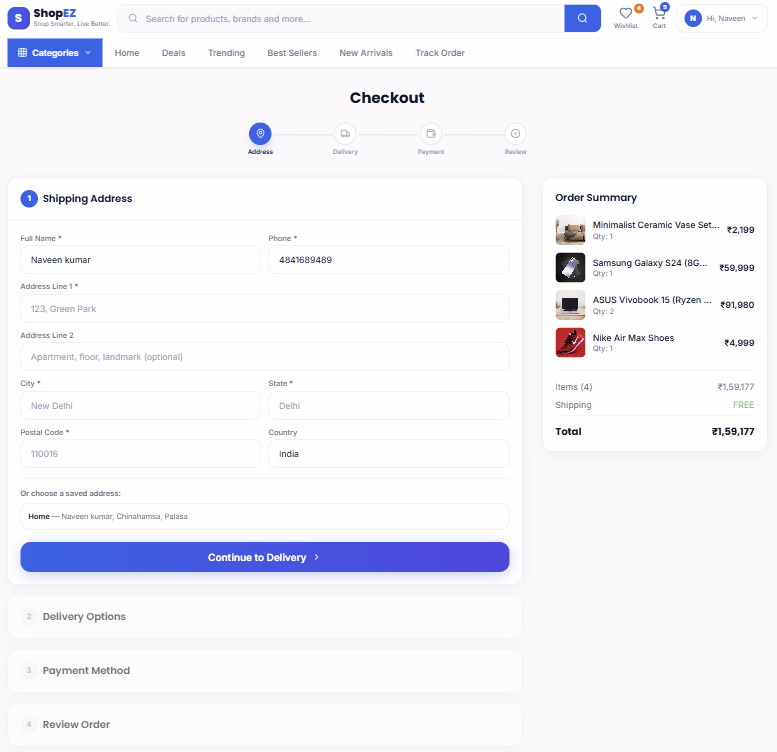 S
ShopEZ
Shop Smarter. Live Better.
Search for products, brands and more...
4
Wishlist
5
Cart
N
Hi, Naveen
Categories
Home
Deals
Trending
Best Sellers
New Arrivals
Track Order
Checkout
Address
Delivery
Payment
Review
1 Shipping Address
Full Name *
Phone *
Naveen kumar
4841689489
Address Line 1 *
123, Green Park
Address Line 2
Apartment, floor, landmark (optional)
City *
State *
New Delhi
Delhi
Postal Code *
Country
110016
India
Or choose a saved address:
Home — Naveen kumar, Chinahamsa, Palasa
Continue to Delivery
2 Delivery Options
3 Payment Method
4 Review Order
Order Summary
Minimalist Ceramic Vase Set...
Qty: 1
₹2,199
Samsung Galaxy S24 (8G...
Qty: 1
₹59,999
ASUS Vivobook 15 (Ryzen ...
Qty: 2
₹91,980
Nike Air Max Shoes
Qty: 1
₹4,999
Items (4) ₹1,59,177
Shipping FREE
Total ₹1,59,177